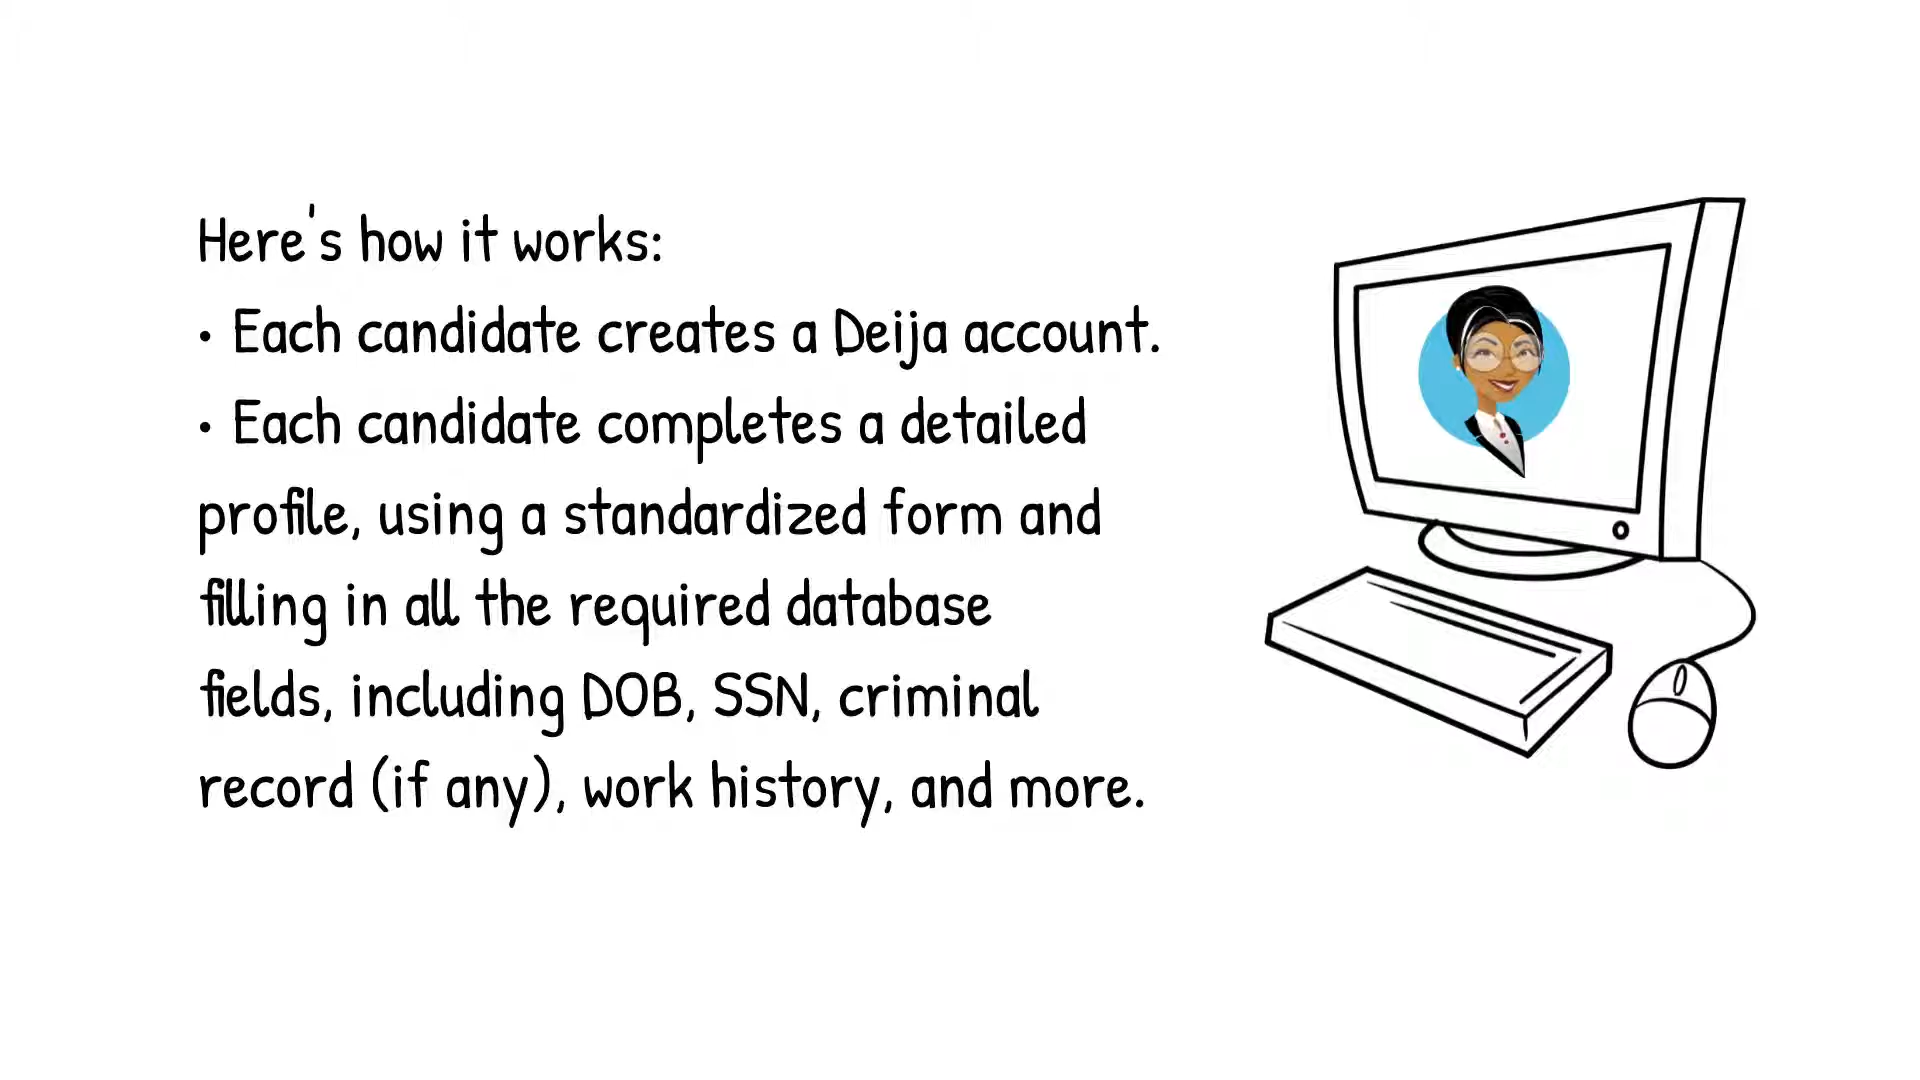 Here's how it works:
• Each candidate creates a Deija account.
• Each candidate completes a detailed
profile, using a standardized form and
filling in all the required database
fields, including DOB, SSN, criminal
record (if any), work history, and more.